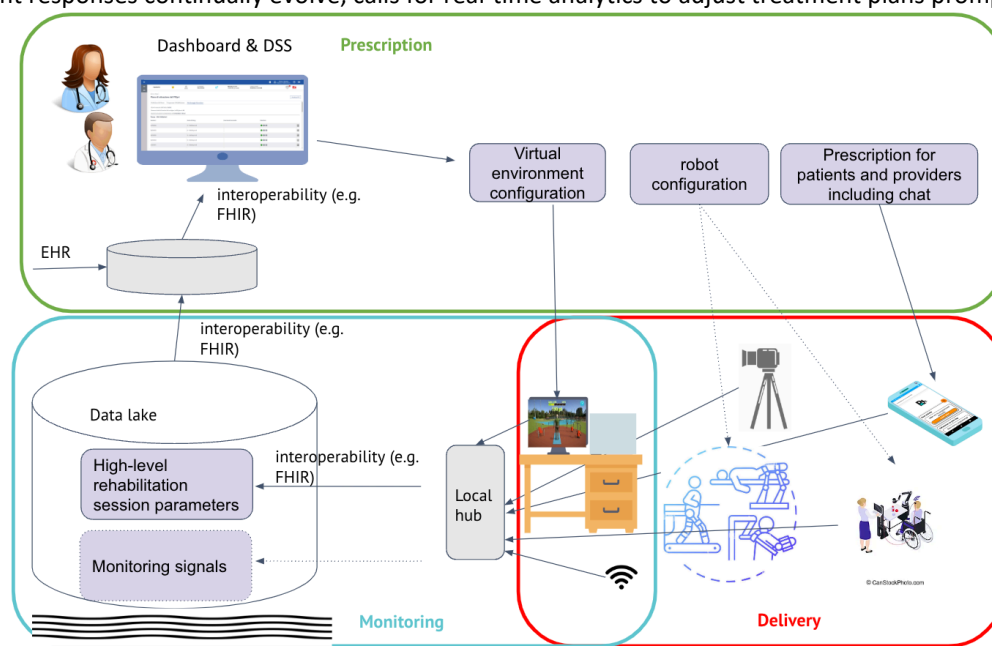 nt responses continually evolve, calls for real time analytics to adjust treatment plans promp
Dashboard & DSS
Prescription
Virtual
environment
configuration
robot
configuration
Prescription for
patients and providers
including chat
interoperability (e.g.
FHIR)
EHR
interoperability (e.g.
FHIR)
Data lake
High-level
rehabilitation
session parameters
interoperability (e.g.
FHIR)
Local
hub
Monitoring signals
© CanStockPhoto.com
Monitoring
Delivery